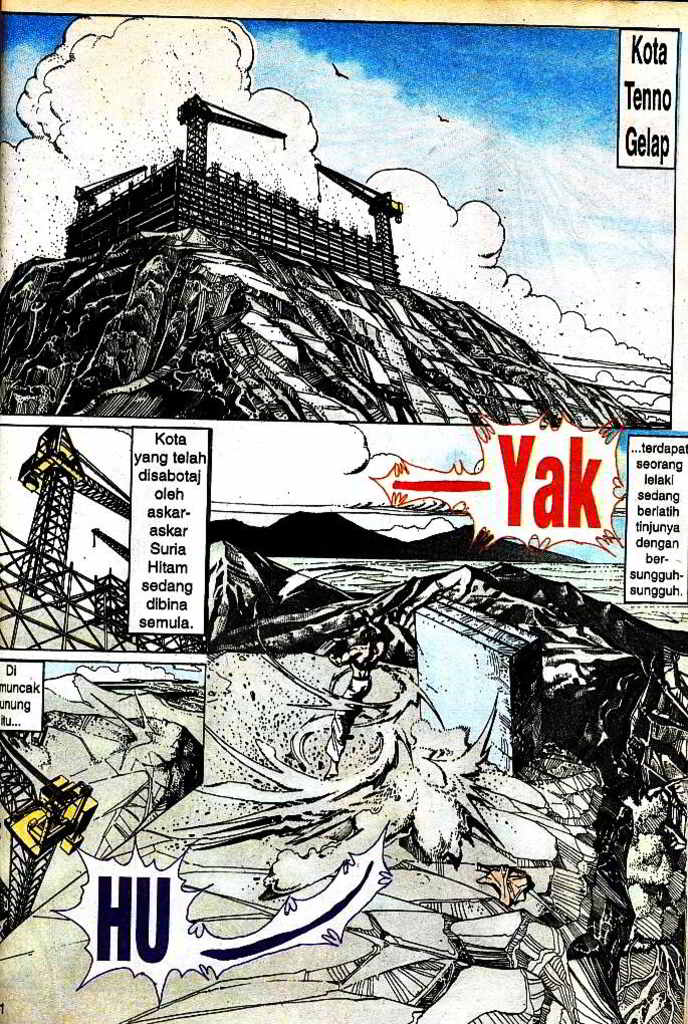 Kota
Tenno
Gelap
Kota
yang telah
disabotaj
oleh
askar-
askar
Suria
Hitam
sedang
dibina
semula.
Yak
...terdapat
seorang
lelaki
sedang
berlatih
tinjunya
dengan
ber-
sungguh-
sungguh.
Di
muncak
unung
itu...
HU
1